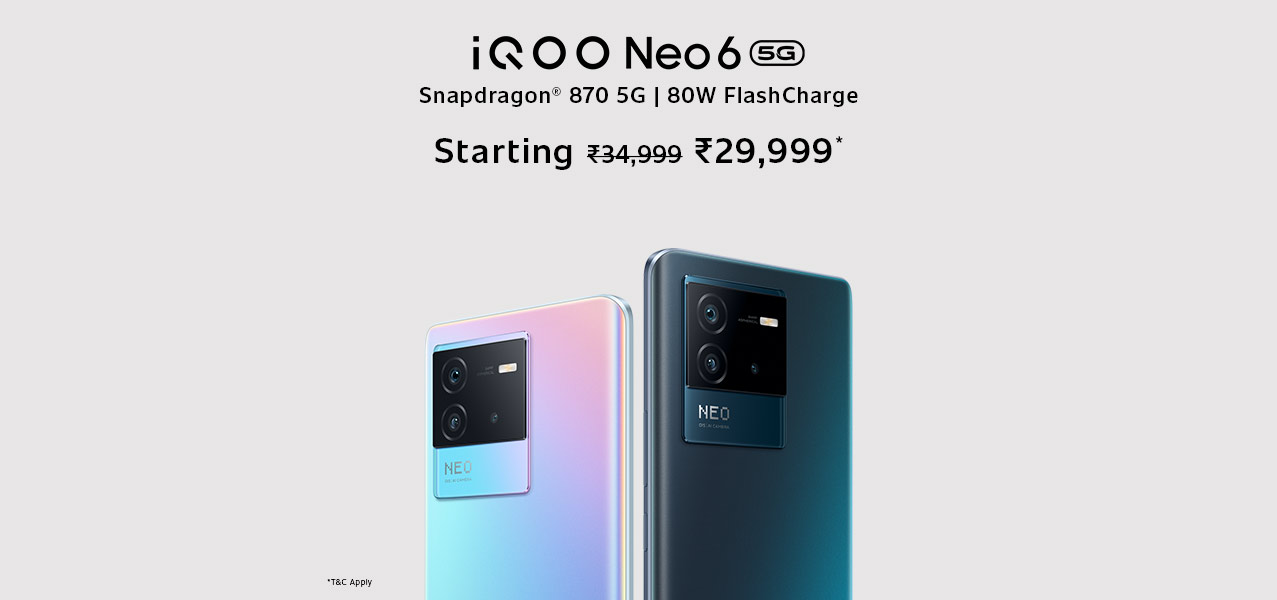 iQOO Neo6 5G
Snapdragon® 870 5G | 80W FlashCharge
Starting ₹34,999 ₹29,999*
NEO
NEO
*T&C Apply